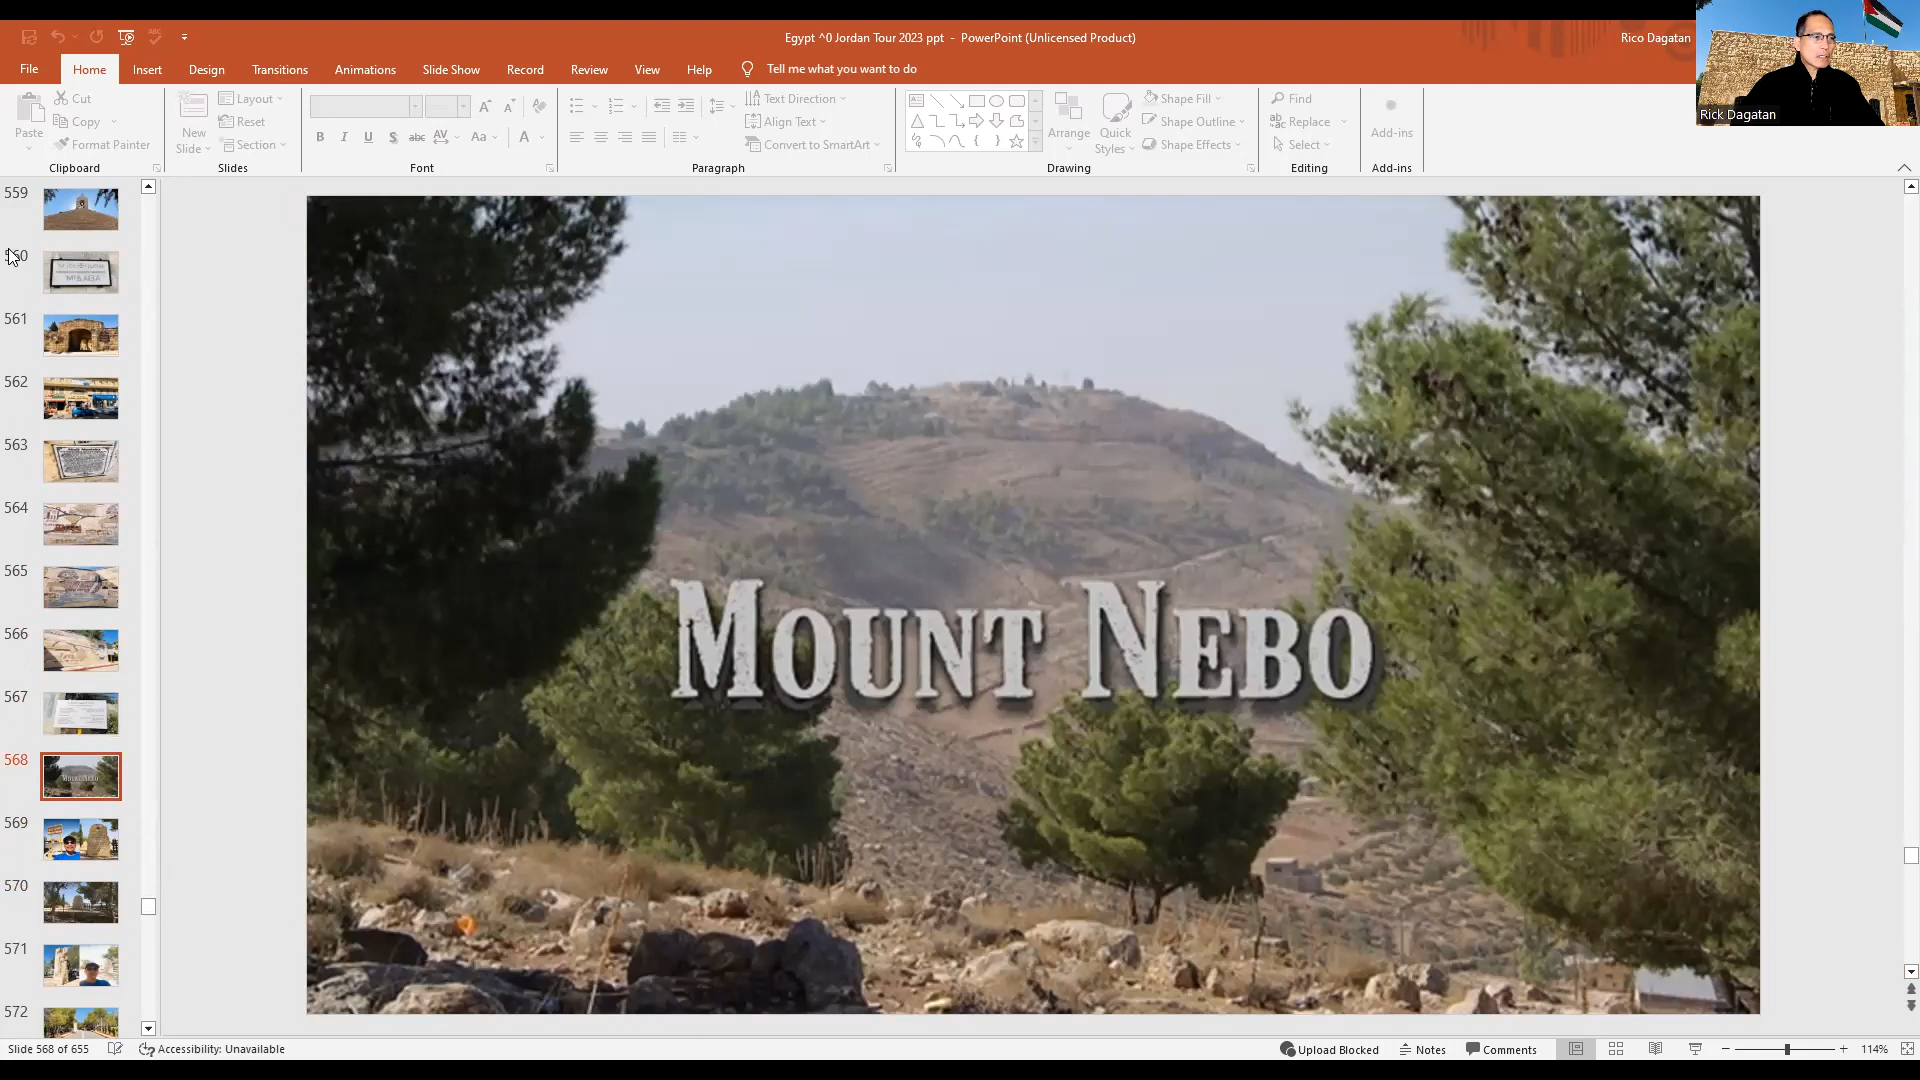 Egypt ^0 Jordan Tour 2023 ppt - PowerPoint (Unlicensed Product)
Rico Dagatan
File Home Insert Design Transitions Animations Slide Show Record Review View Help Tell me what you want to do
Paste
Cut
Copy
Format Painter
Clipboard
New Slide
Layout
Reset
Section
Slides
Font
Text Direction
Align Text
Convert to SmartArt
Paragraph
Arrange
Quick Styles
Shape Fill
Shape Outline
Shape Effects
Drawing
Find
Replace
Select
Editing
Add-ins
Add-ins
Rick Dagatan
559
560
561
562
563
564
565
566
567
568
569
570
571
572
MOUNT NEBO
Slide 568 of 655
Accessibility: Unavailable
Upload Blocked
Notes
Comments
114%